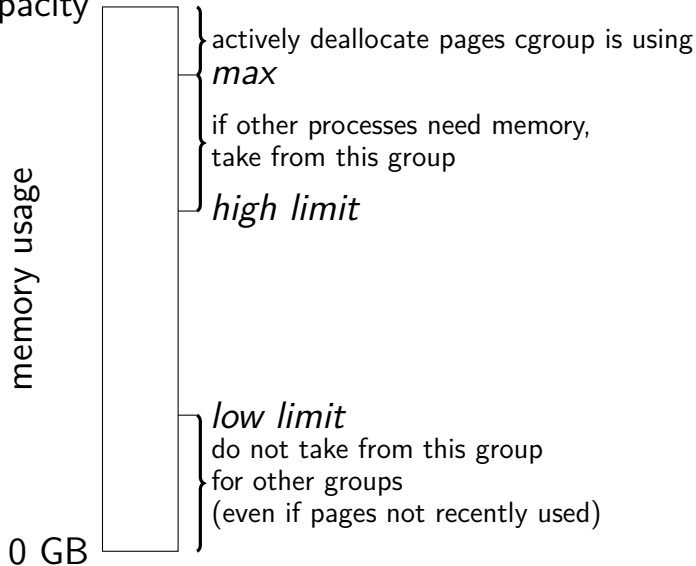 pacity
actively deallocate pages cgroup is using
max
if other processes need memory,
take from this group
high limit
memory usage
low limit
do not take from this group
for other groups
(even if pages not recently used)
0 GB